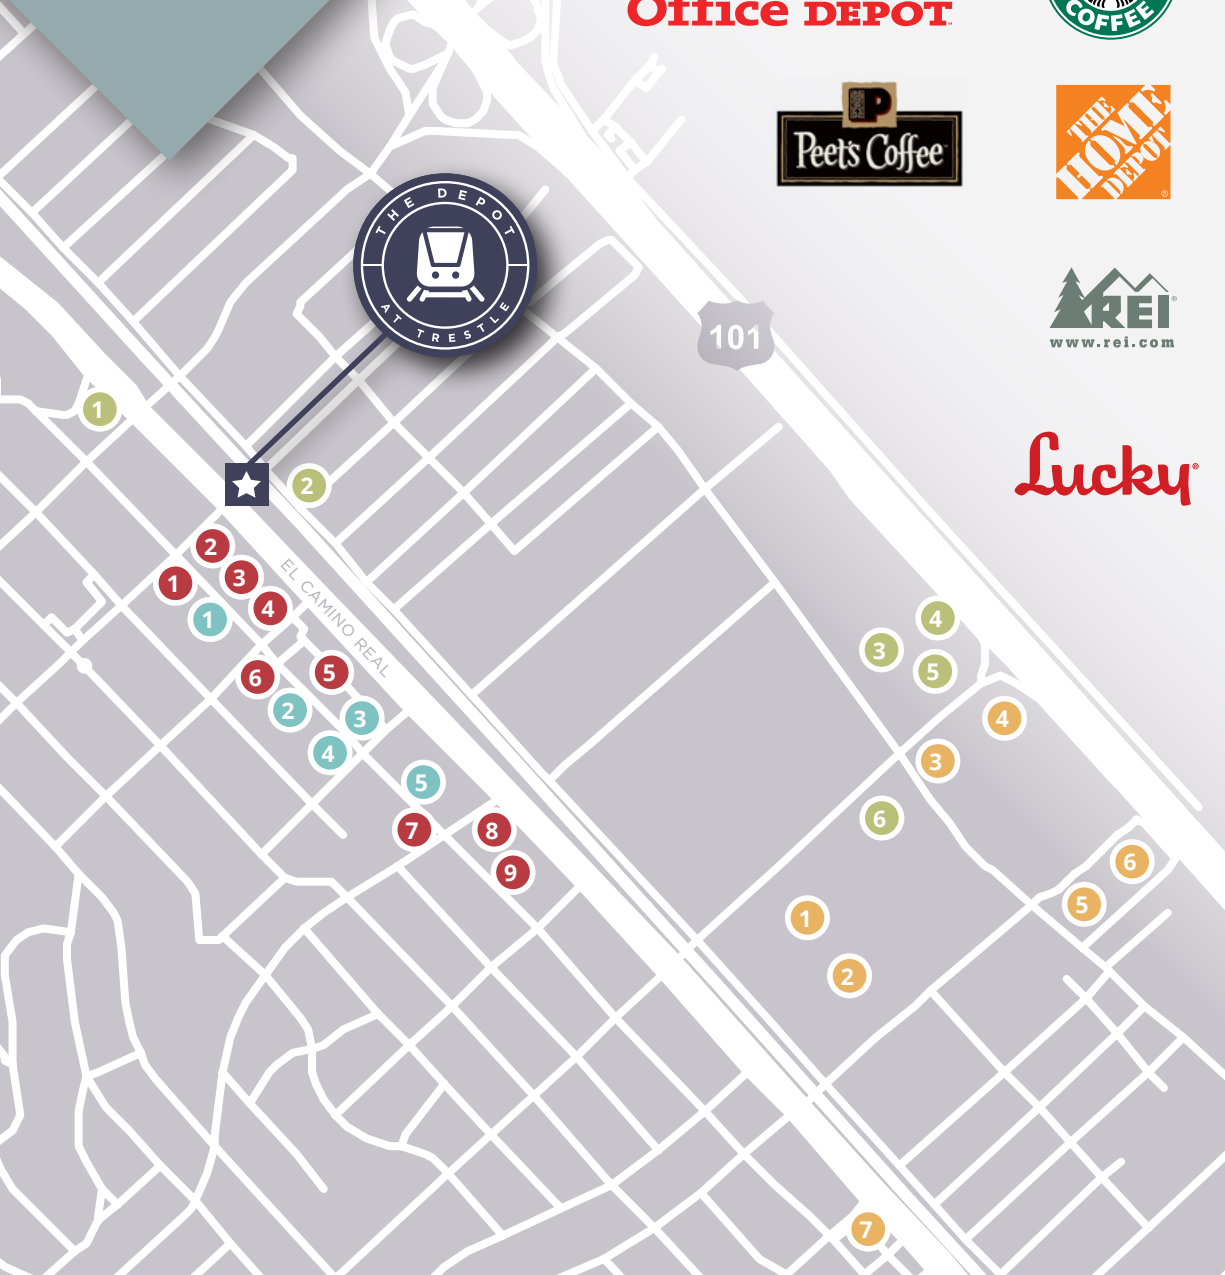 Office DEPOT
COFFEE
Peet's Coffee
THE
HOME
DEPOT
REI
www.rei.com
Lucky
THE DEPOT
AT TRESTLE
101
EL CAMINO REAL
1
2
2
1
3
4
1
6
5
2
3
4
5
7
8
9
4
3
5
4
3
6
6
5
1
2
7